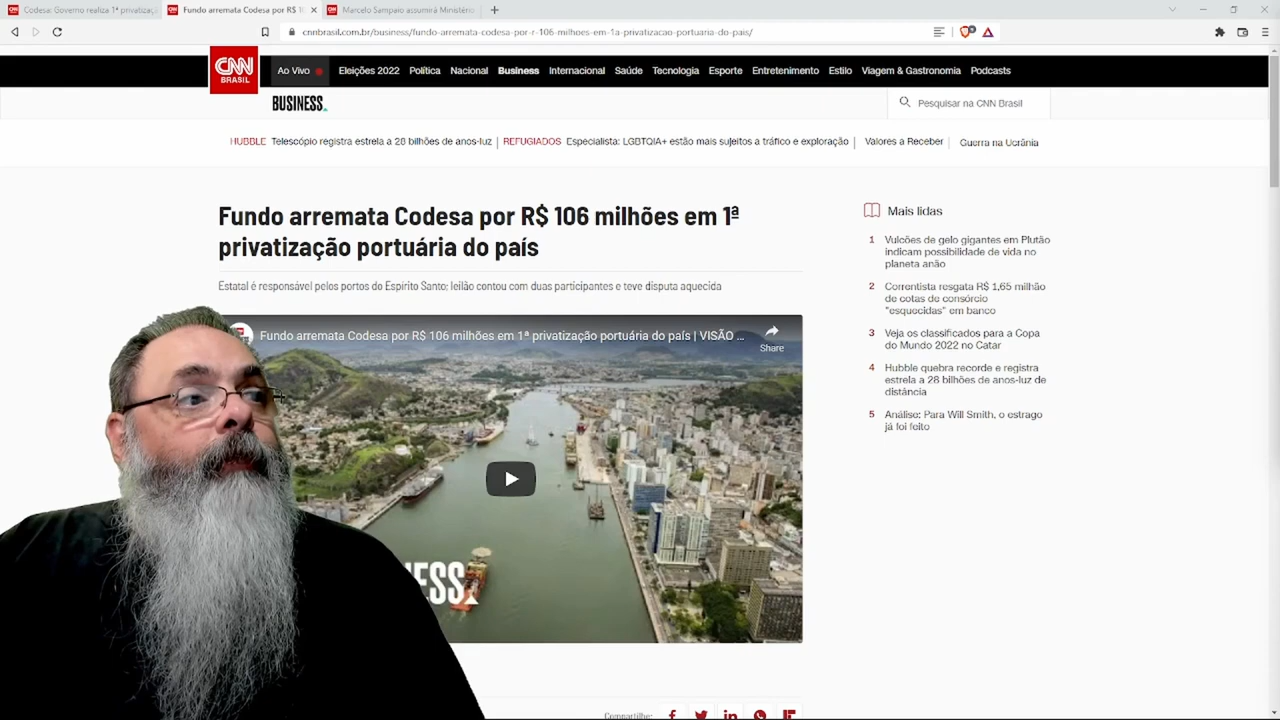 Codesa: Governo realiza 1ª privatizaç
Fundo arremata Codesa por R$ 10
Marcelo Sampaio assumirá Ministério
cnnbrasil.com.br/business/fundo-arremata-codesa-por-r-106-milhoes-em-1a-privatizacao-portuaria-do-pais/
CNN
BRASIL
Ao Vivo
Eleições 2022 Política Nacional Business Internacional Saúde Tecnologia Esporte Entretenimento Estilo Viagem & Gastronomia Podcasts
BUSINESS
Pesquisar na CNN Brasil
HUBBLE Telescópio registra estrela a 28 bilhões de anos-luz | REFUGIADOS Especialista: LGBTQIA+ estão mais sujeitos a tráfico e exploração | Valores a Receber | Guerra na Ucrânia
Fundo arremata Codesa por R$ 106 milhões em 1ª
privatização portuária do país
Estatal é responsável pelos portos do Espírito Santo; leilão contou com duas participantes e teve disputa aquecida
Fundo arremata Codesa por R$ 106 milhões em 1ª privatização portuária do país | VISÃO ...
Share
ESS
Compartilhe:
Mais lidas
1 Vulcões de gelo gigantes em Plutão
indicam possibilidade de vida no
planeta anão
2 Correntista resgata R$ 1,65 milhão
de cotas de consórcio
"esquecidas" em banco
3 Veja os classificados para a Copa
do Mundo 2022 no Catar
4 Hubble quebra recorde e registra
estrela a 28 bilhões de anos-luz de
distância
5 Análise: Para Will Smith, o estrago
já foi feito